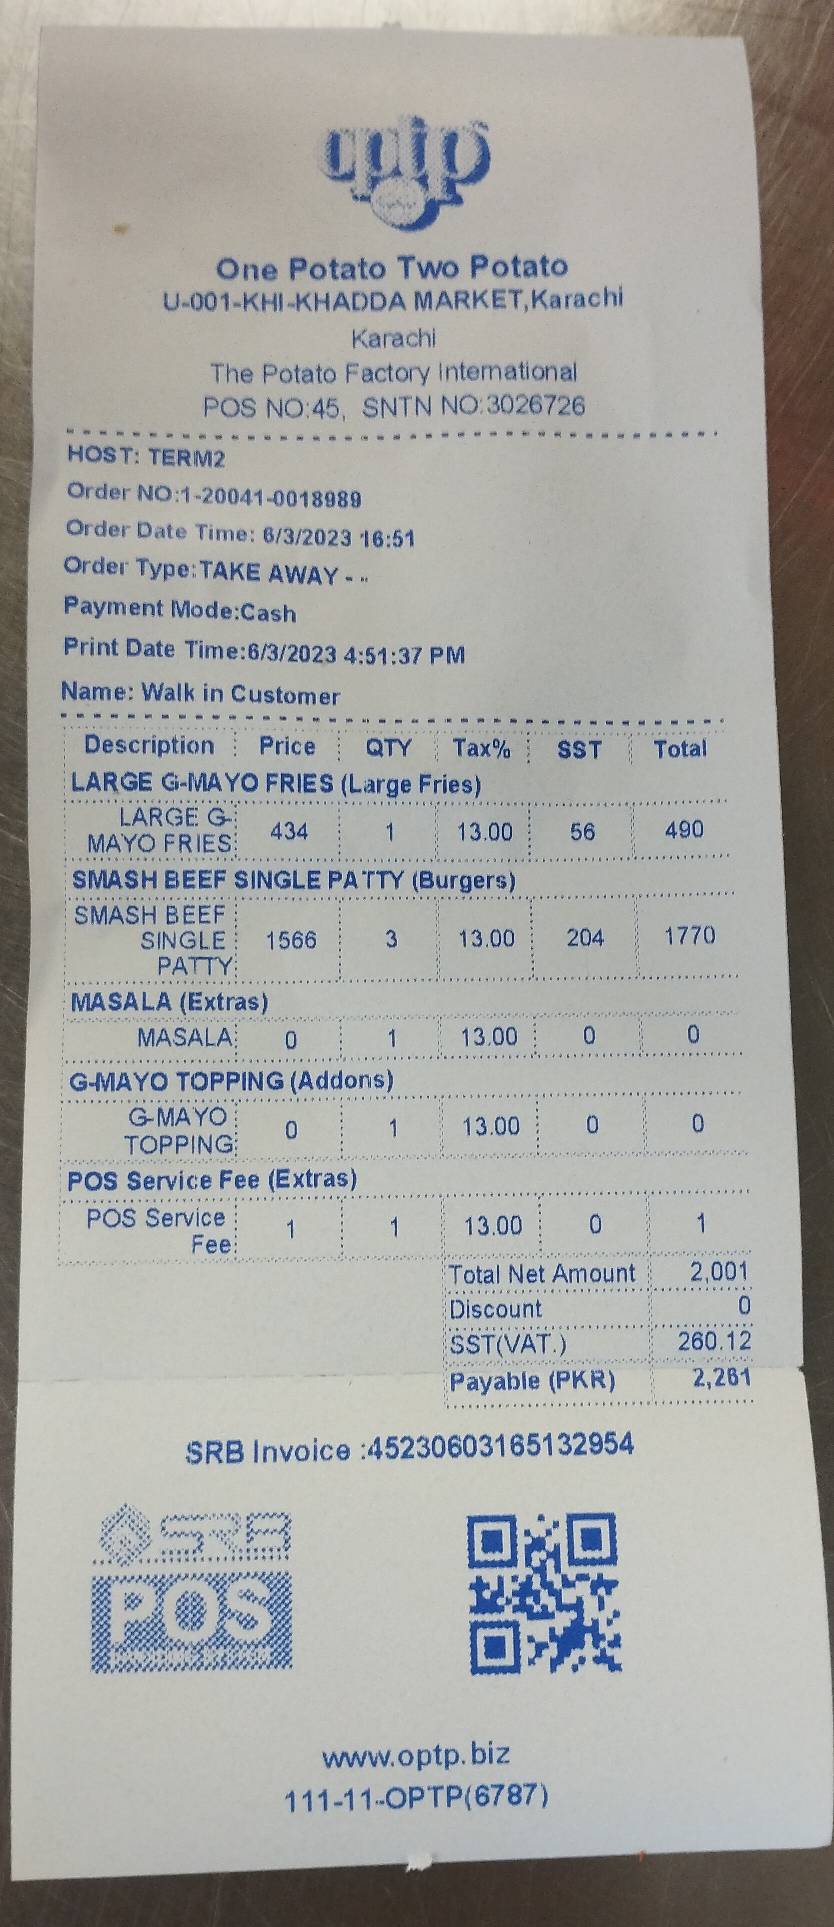 optp
One Potato Two Potato
U-001-KHI-KHADDA MARKET,Karachi
Karachi
The Potato Factory International
POS NO:45, SNTN NO:3026726
HOST: TERM2
Order NO:1-20041-0018989
Order Date Time: 6/3/2023 16:51
Order Type:TAKE AWAY - --
Payment Mode:Cash
Print Date Time:6/3/2023 4:51:37 PM
Name: Walk in Customer
Description Price QTY Tax% SST Total
LARGE G-MAYO FRIES (Large Fries)
LARGE G-
MAYO FRIES 434 1 13.00 56 490
SMASH BEEF SINGLE PATTY (Burgers)
SMASH BEEF
SINGLE 1566 3 13.00 204 1770
PATTY
MASALA (Extras)
MASALA 0 1 13.00 0 0
G-MAYO TOPPING (Addons)
G-MAYO
TOPPING 0 1 13.00 0 0
POS Service Fee (Extras)
POS Service
Fee 1 1 13.00 0 1
Total Net Amount 2,001
Discount 0
SST(VAT.) 260.12
Payable (PKR) 2,261
SRB Invoice :45230603165132954
SRB
POS
www.optp.biz
111-11-OPTP(6787)